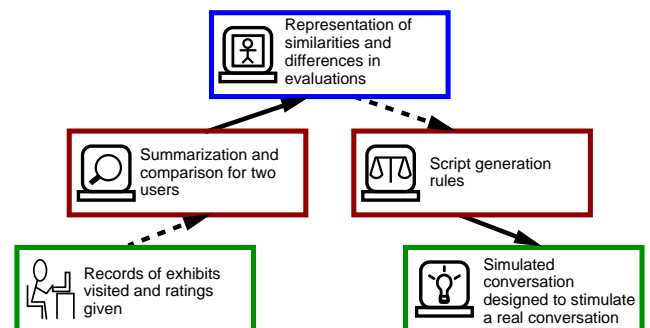 Representation of
similarities and
differences in
evaluations
Summarization and
comparison for two
users
Script generation
rules
Records of exhibits
visited and ratings
given
Simulated
conversation
designed to stimulate
a real conversation